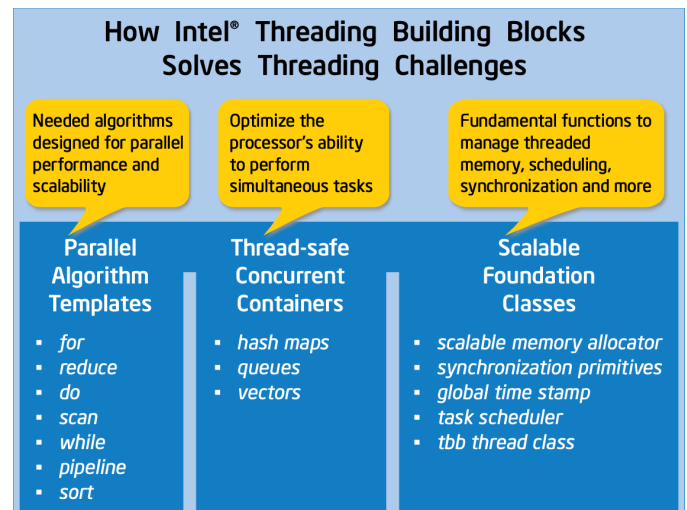 How Intel® Threading Building Blocks
Solves Threading Challenges
Needed algorithms
designed for parallel
performance and
scalability
Optimize the
processor's ability
to perform
simultaneous tasks
Fundamental functions to
manage threaded
memory, scheduling,
synchronization and more
Parallel
Algorithm
Templates
▪ for
▪ reduce
▪ do
▪ scan
▪ while
▪ pipeline
▪ sort
Thread-safe
Concurrent
Containers
▪ hash maps
▪ queues
▪ vectors
Scalable
Foundation
Classes
▪ scalable memory allocator
▪ synchronization primitives
▪ global time stamp
▪ task scheduler
▪ tbb thread class